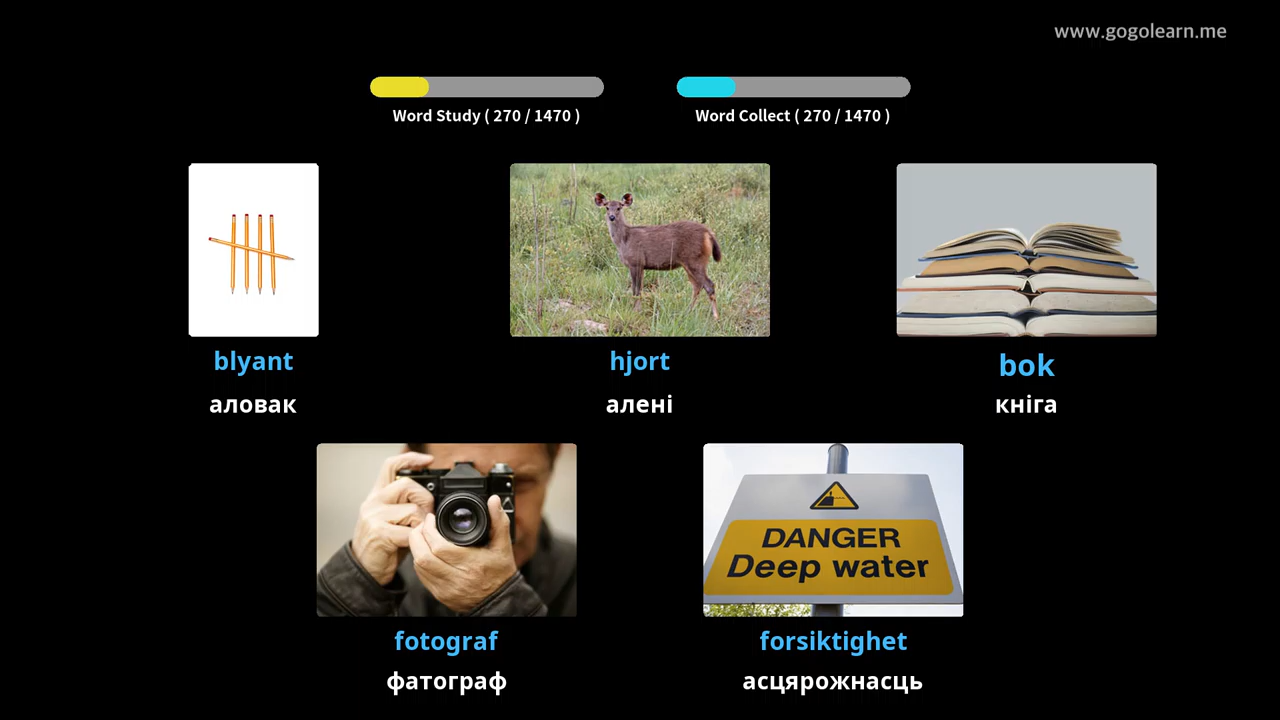 www.gogolearn.me
Word Study ( 270 / 1470 )
Word Collect ( 270 / 1470 )
blyant
hjort
bok
аловак
алені
кніга
DANGER
Deep water
fotograf
forsiktighet
фатограф
асцярожнасць